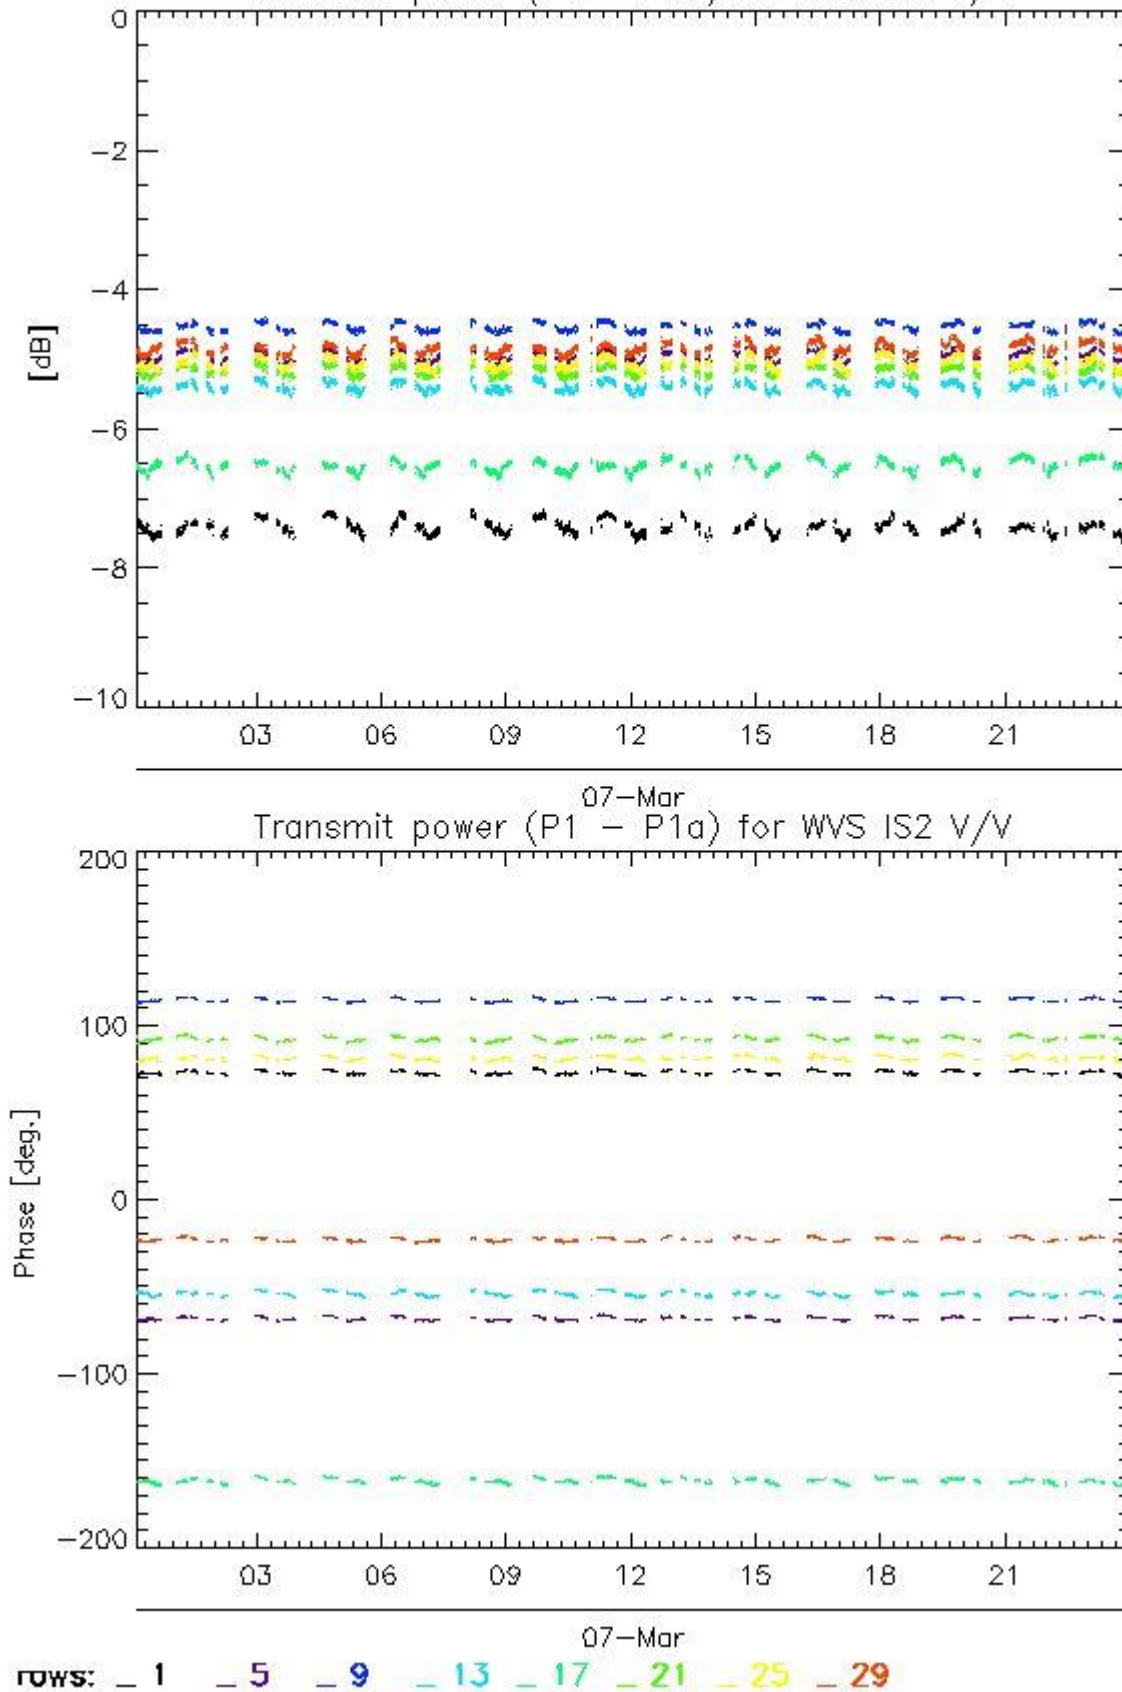 0
-2
-4
[dB]
-6
-8
-10
03 06 09 12 15 18 21
07-Mar
Transmit power (P1 - P1a) for WVS IS2 V/V
200
100
0
Phase [deg.]
-100
-200
03 06 09 12 15 18 21
07-Mar
rows: _ 1 _ 5 _ 9 _ 13 _ 17 _ 21 _ 25 _ 29